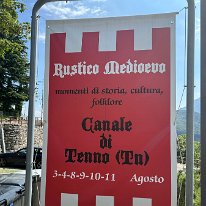 Rustico Medioevo
momenti di storia, cultura,
folklore
Canale
di
Tenno (Tn)
3-4-8-9-10-11 Agosto